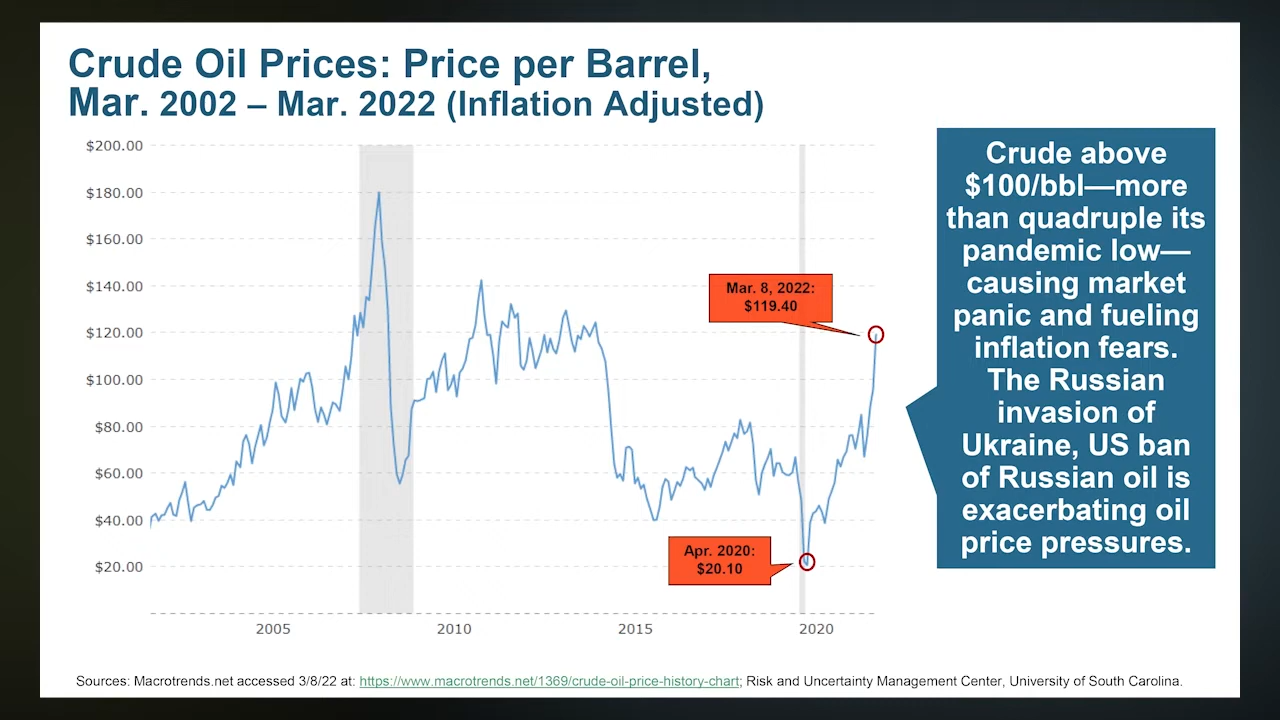 Crude Oil Prices: Price per Barrel,
Mar. 2002 – Mar. 2022 (Inflation Adjusted)
$200.00
$180.00
$160.00
$140.00
$120.00
$100.00
$80.00
$60.00
$40.00
$20.00
2005
2010
2015
2020
Mar. 8, 2022:
$119.40
Apr. 2020:
$20.10
Crude above
$100/bbl—more
than quadruple its
pandemic low—
causing market
panic and fueling
inflation fears.
The Russian
invasion of
Ukraine, US ban
of Russian oil is
exacerbating oil
price pressures.
Sources: Macrotrends.net accessed 3/8/22 at: https://www.macrotrends.net/1369/crude-oil-price-history-chart; Risk and Uncertainty Management Center, University of South Carolina.